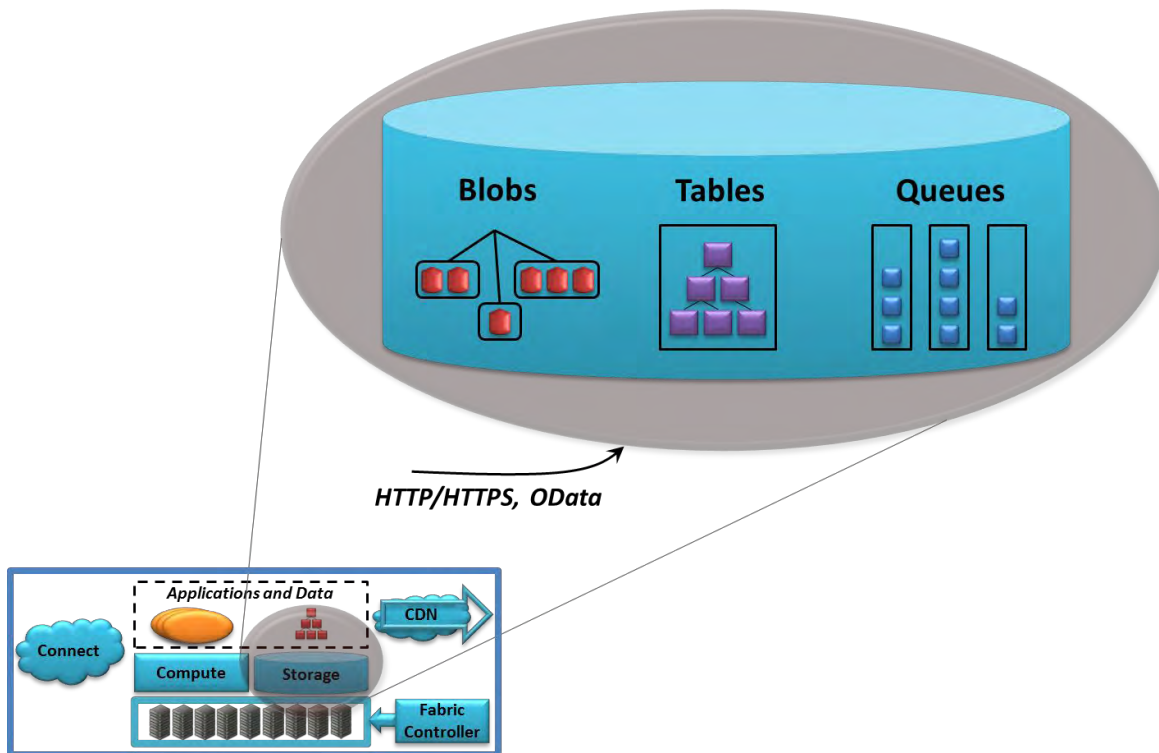 Blobs
Tables
Queues
HTTP/HTTPS, OData
Applications and Data
Connect
CDN
Compute
Storage
Fabric
Controller